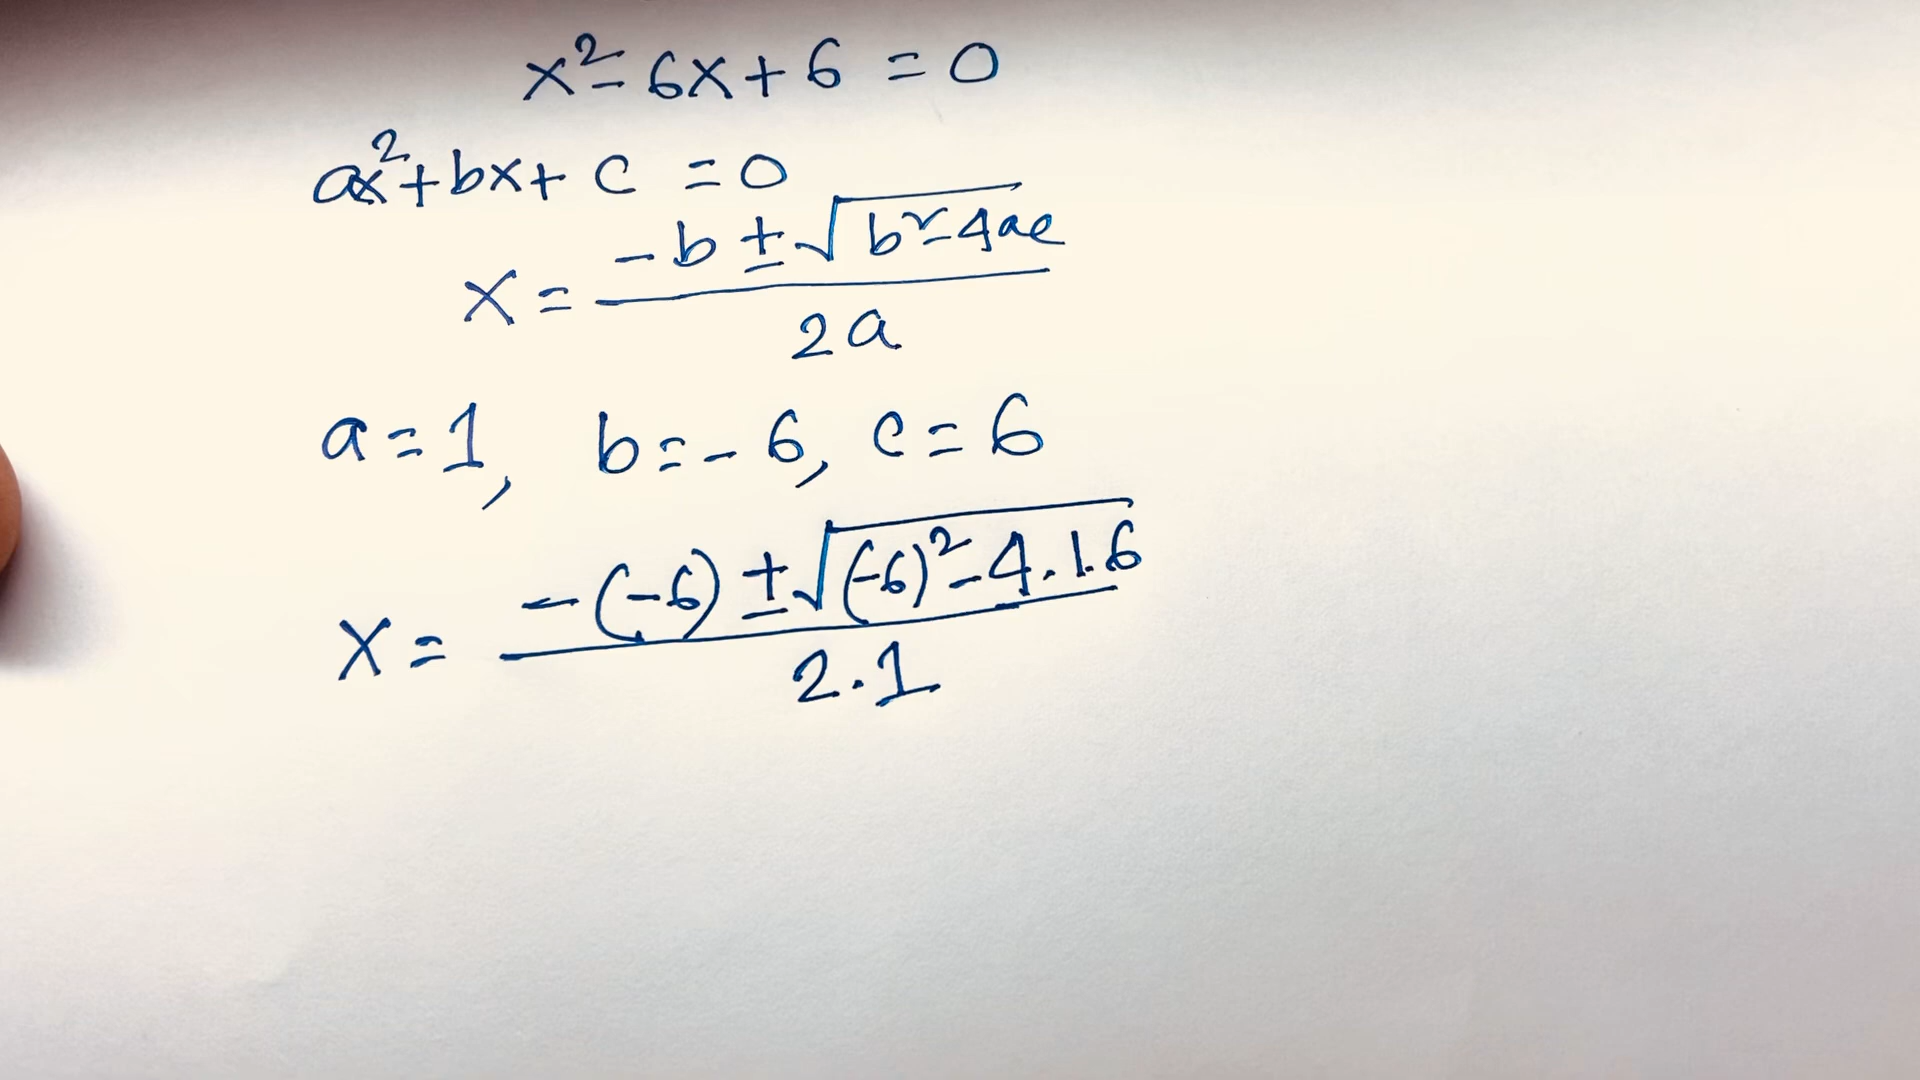 x² - 6x + 6 = 0
ax² + bx + c = 0
x = (-b ± √(b² - 4ac)) / 2a
a = 1, b = - 6, c = 6
x = (-(-6) ± √((-6)² - 4.1.6)) / 2.1